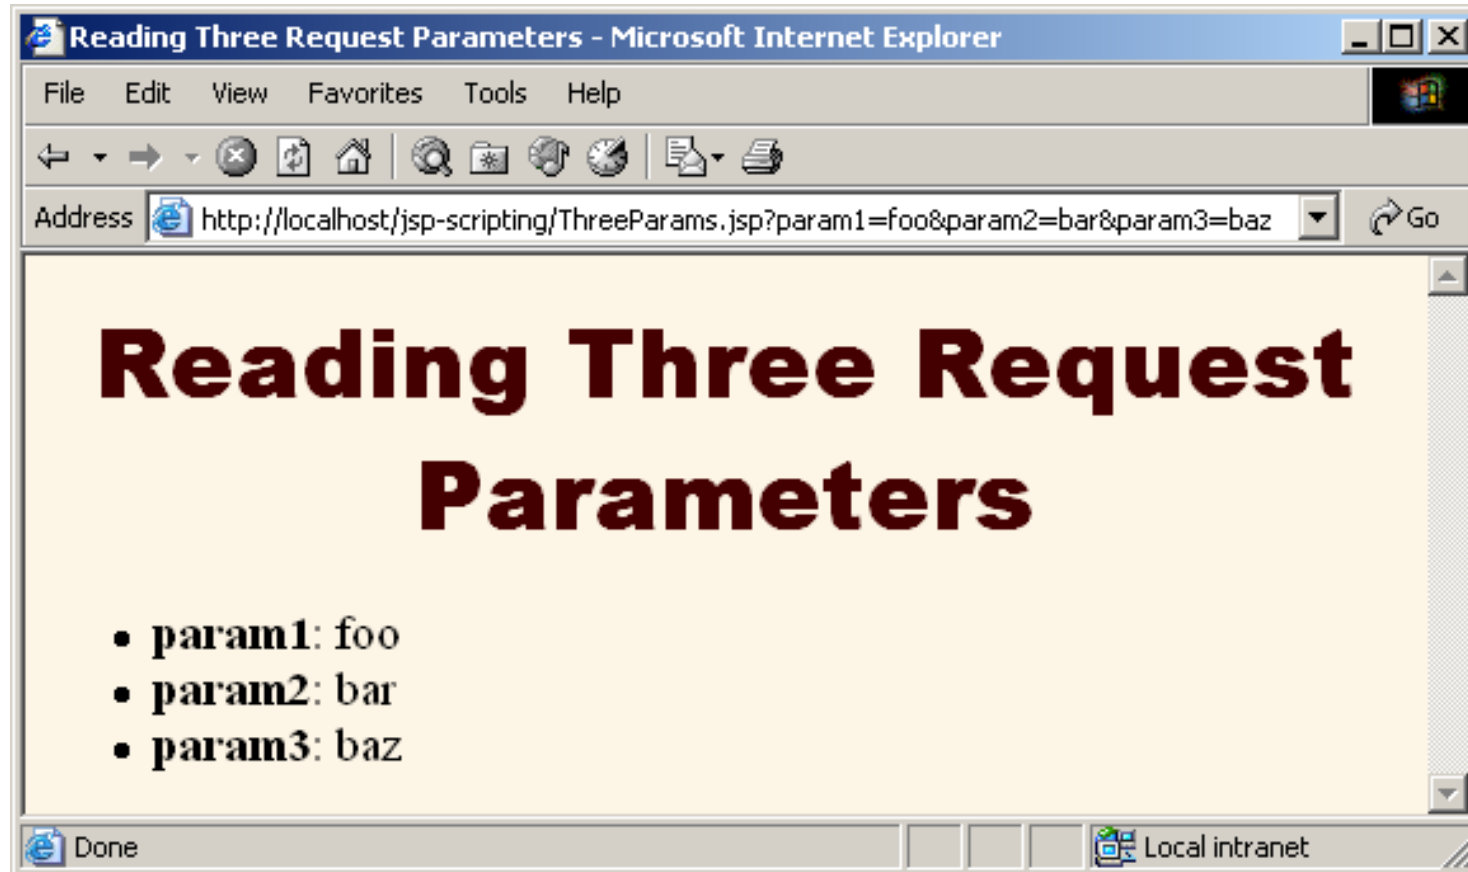 Reading Three Request Parameters - Microsoft Internet Explorer
File Edit View Favorites Tools Help
Address http://localhost/jsp-scripting/ThreeParams.jsp?param1=foo&param2=bar&param3=baz Go
Reading Three Request
Parameters
• param1: foo
• param2: bar
• param3: baz
Done Local intranet